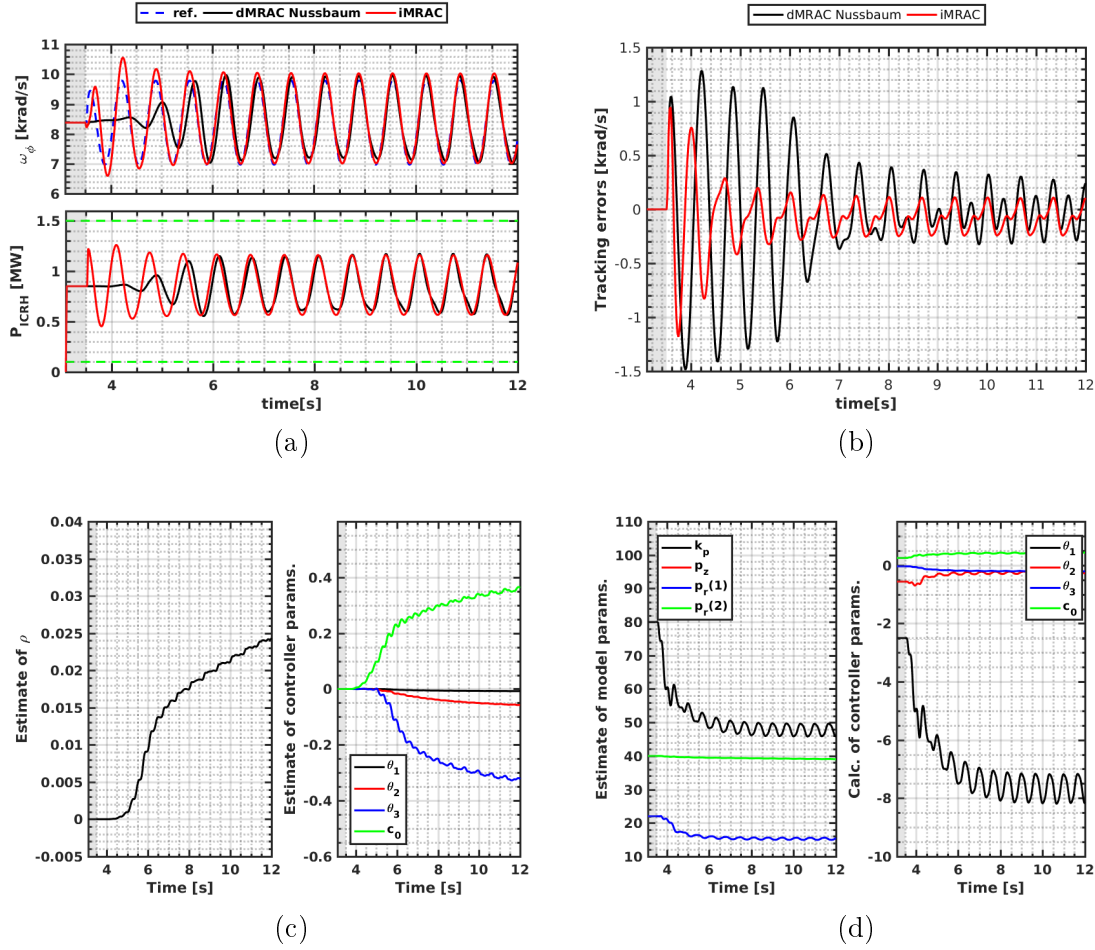 ref. dMRAC Nussbaum iMRAC
11
10
9
8
7
6
ω_ϕ [krad/s]
1.5
1
0.5
0
P_ICRH [MW]
4 6 8 10 12
time[s]
(a)
dMRAC Nussbaum iMRAC
1.5
1
0.5
0
-0.5
-1
-1.5
Tracking errors [krad/s]
4 5 6 7 8 9 10 11 12
time[s]
(b)
0.04
0.035
0.03
0.025
0.02
0.015
0.01
0.005
0
-0.005
Estimate of ρ
4 6 8 10 12
Time [s]
0.4
0.2
0
-0.2
-0.4
-0.6
Estimate of controller params.
θ_1
θ_2
θ_3
c_0
4 6 8 10 12
Time [s]
(c)
110
100
90
80
70
60
50
40
30
20
10
Estimate of model params.
k_p
p_z
p_r(1)
p_r(2)
4 6 8 10 12
Time [s]
0
-2
-4
-6
-8
-10
Calc. of controller params.
θ_1
θ_2
θ_3
c_0
4 6 8 10 12
Time [s]
(d)